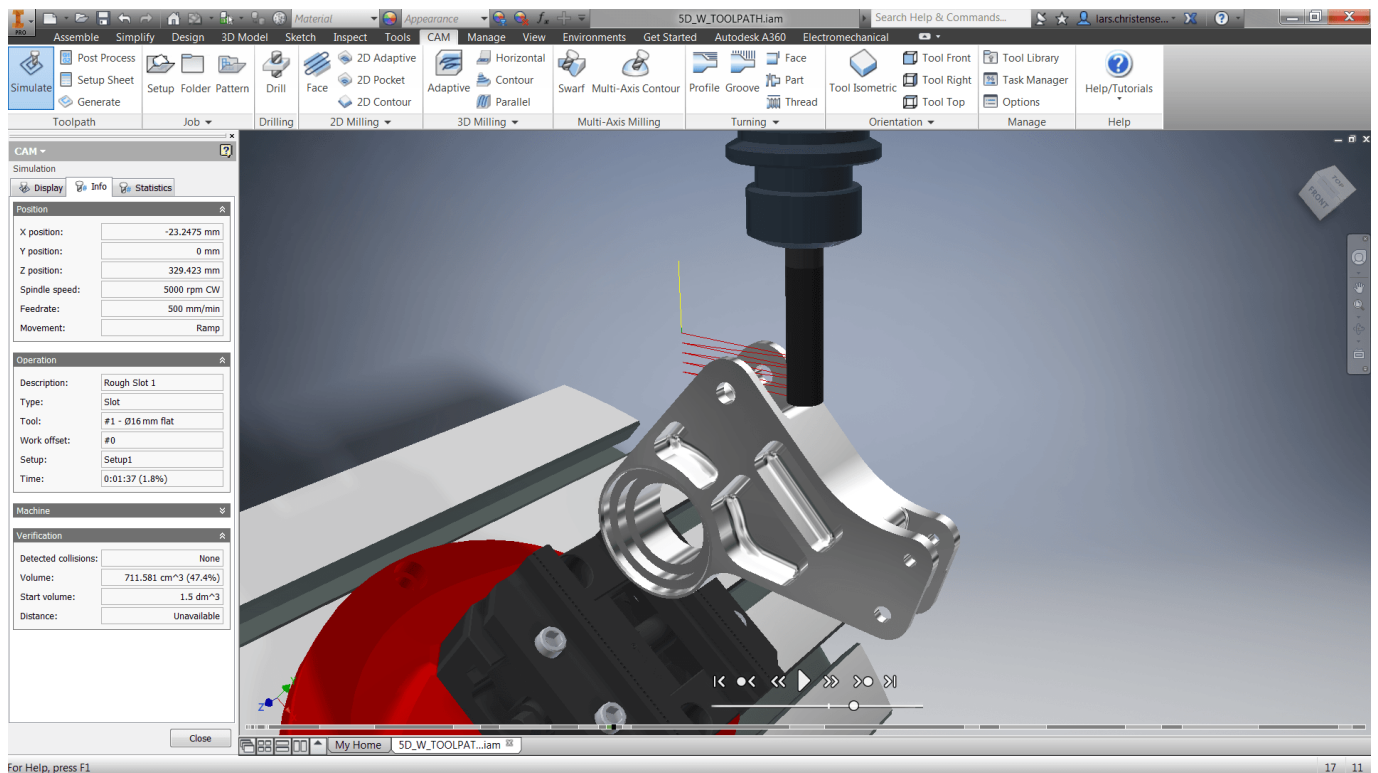 PRO
Material
Appearance
5D_W_TOOLPATH.iam
Search Help & Commands...
lars.christense...
Assemble Simplify Design 3D Model Sketch Inspect Tools CAM Manage View Environments Get Started Autodesk A360 Electromechanical
Simulate
Post Process
Setup Sheet
Generate
Setup Folder Pattern
Drill
Face
2D Adaptive
2D Pocket
2D Contour
Adaptive
Horizontal
Contour
Parallel
Swarf Multi-Axis Contour
Profile Groove
Face
Part
Thread
Tool Isometric
Tool Front
Tool Right
Tool Top
Tool Library
Task Manager
Options
Help/Tutorials
Toolpath Job Drilling 2D Milling 3D Milling Multi-Axis Milling Turning Orientation Manage Help
CAM
Simulation
Display Info Statistics
Position
X position: -23.2475 mm
Y position: 0 mm
Z position: 329.423 mm
Spindle speed: 5000 rpm CW
Feedrate: 500 mm/min
Movement: Ramp
Operation
Description: Rough Slot 1
Type: Slot
Tool: #1 - Ø16 mm flat
Work offset: #0
Setup: Setup1
Time: 0:01:37 (1.8%)
Machine
Verification
Detected collisions: None
Volume: 711.581 cm^3 (47.4%)
Start volume: 1.5 dm^3
Distance: Unavailable
TOP
FRONT
Z
Close
My Home 5D_W_TOOLPAT...iam
For Help, press F1
17 11